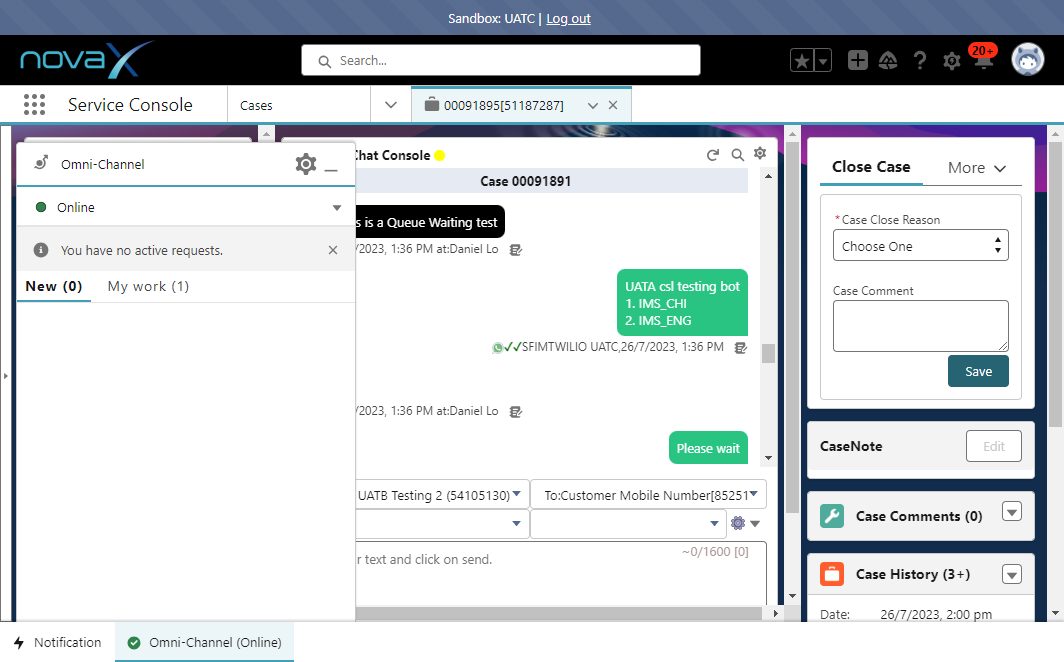 Sandbox: UATC | Log out
novaX
Search...
20+
Service Console
Cases
00091895[51187287]
Omni-Channel
Online
You have no active requests.
New (0)
My work (1)
Chat Console
Case 00091891
s is a Queue Waiting test
/2023, 1:36 PM at:Daniel Lo
UATA csl testing bot
1. IMS_CHI
2. IMS_ENG
SFIMTWILIO UATC,26/7/2023, 1:36 PM
/2023, 1:36 PM at:Daniel Lo
Please wait
UATB Testing 2 (54105130)
To:Customer Mobile Number[85251
r text and click on send.
~0/1600 [0]
Close Case
More
*Case Close Reason
Choose One
Case Comment
Save
CaseNote
Edit
Case Comments (0)
Case History (3+)
Date:
26/7/2023, 2:00 pm
Notification
Omni-Channel (Online)